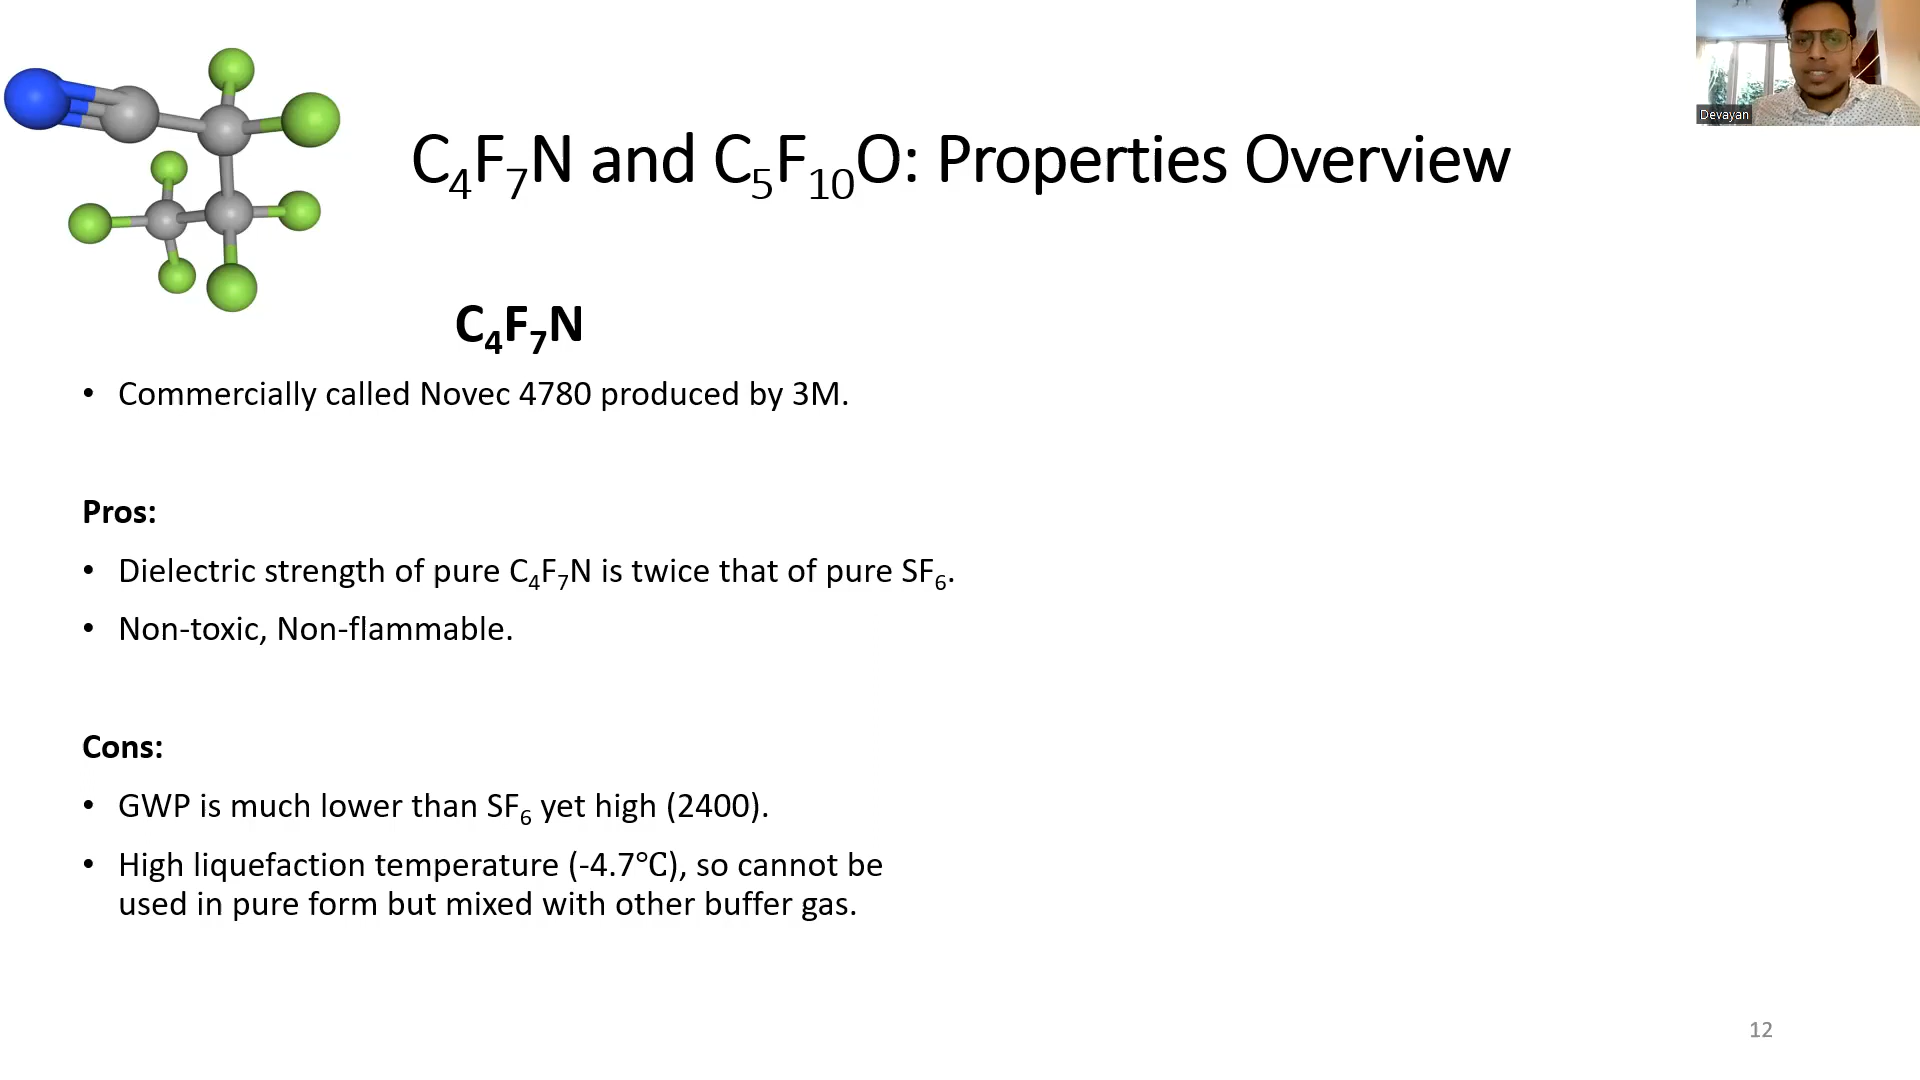 Devayan
C₄F₇N and C₅F₁₀O: Properties Overview
C₄F₇N
• Commercially called Novec 4780 produced by 3M.
Pros:
• Dielectric strength of pure C₄F₇N is twice that of pure SF₆.
• Non-toxic, Non-flammable.
Cons:
• GWP is much lower than SF₆ yet high (2400).
• High liquefaction temperature (-4.7°C), so cannot be
used in pure form but mixed with other buffer gas.
12